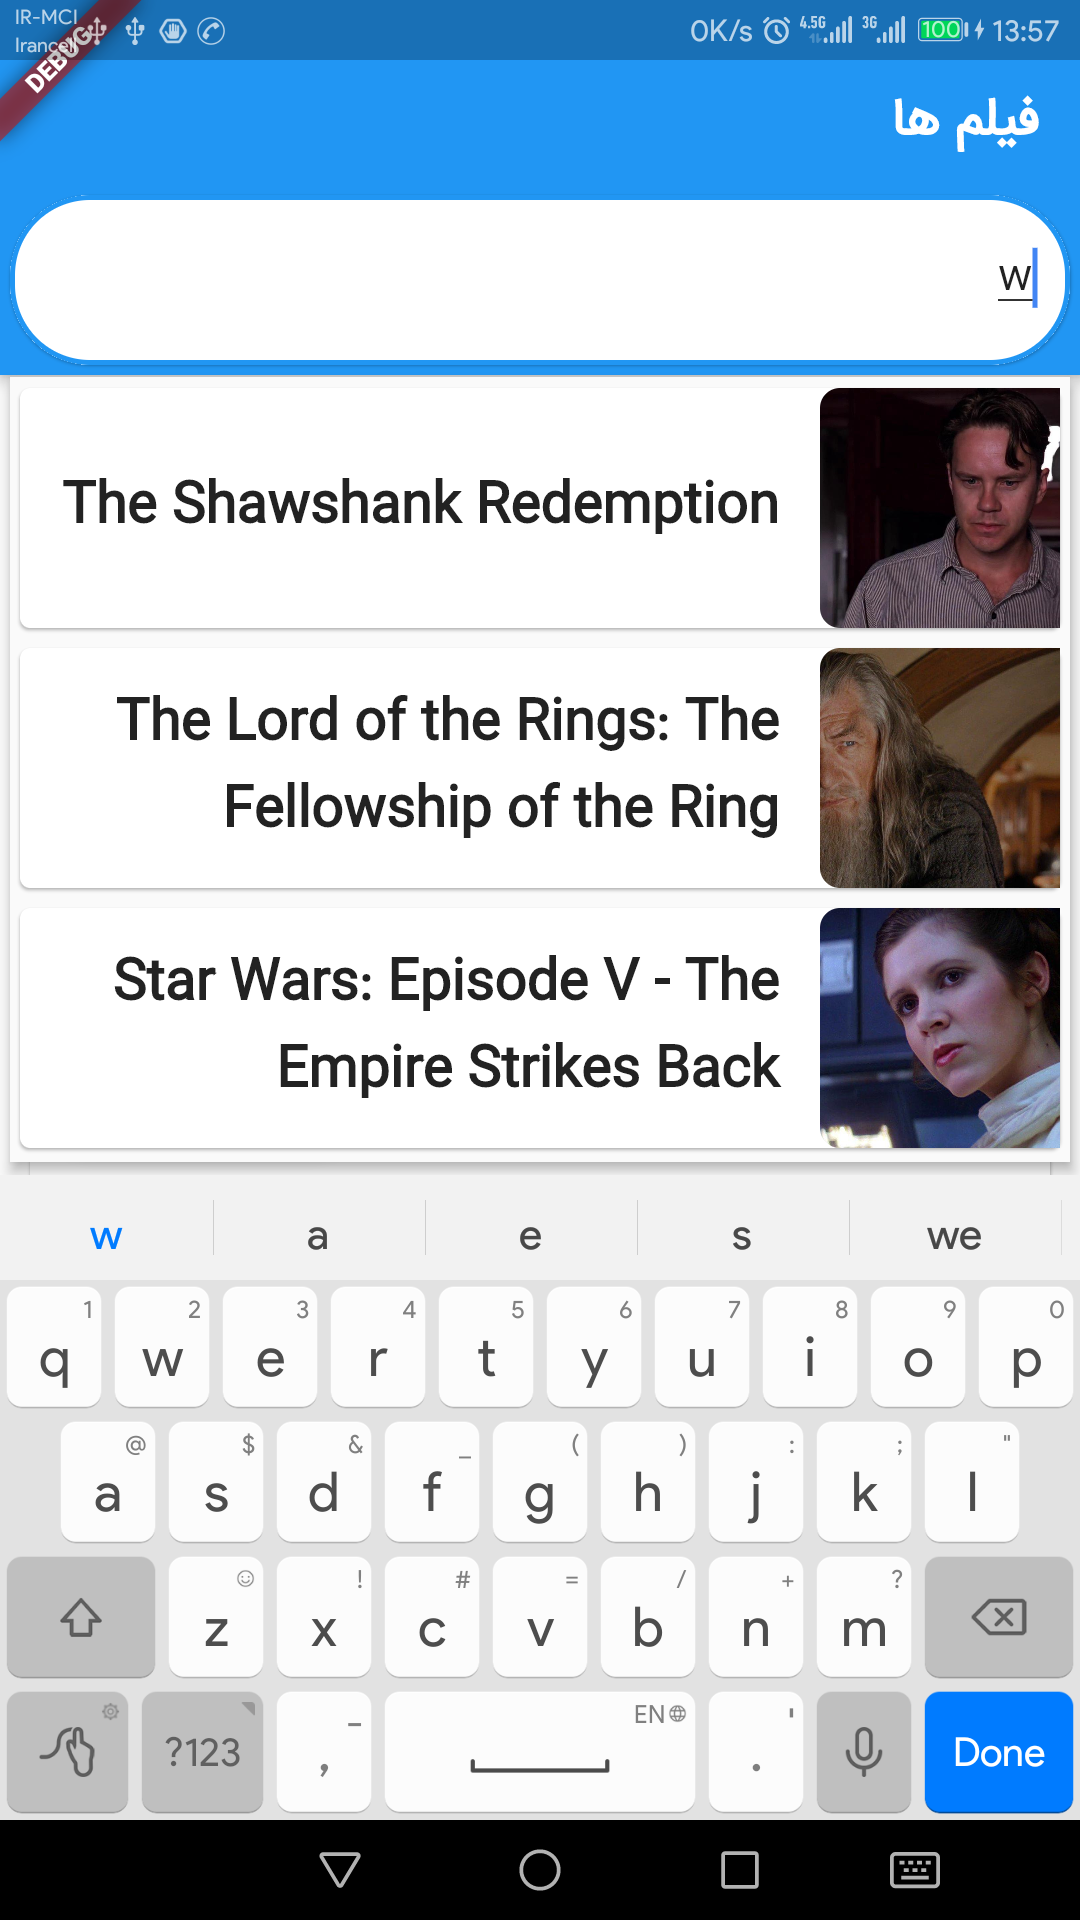 IR-MCI
Irancell
0K/s 4.5G 3G 100 13:57
DEBUG
فیلم ها
w
The Shawshank Redemption
The Lord of the Rings: The
Fellowship of the Ring
Star Wars: Episode V - The
Empire Strikes Back
w a e s we
1 2 3 4 5 6 7 8 9 0
q w e r t y u i o p
@ $ & _ ( ) : ; "
a s d f g h j k l
! # = / + ?
z x c v b n m
?123 , EN . ' Done